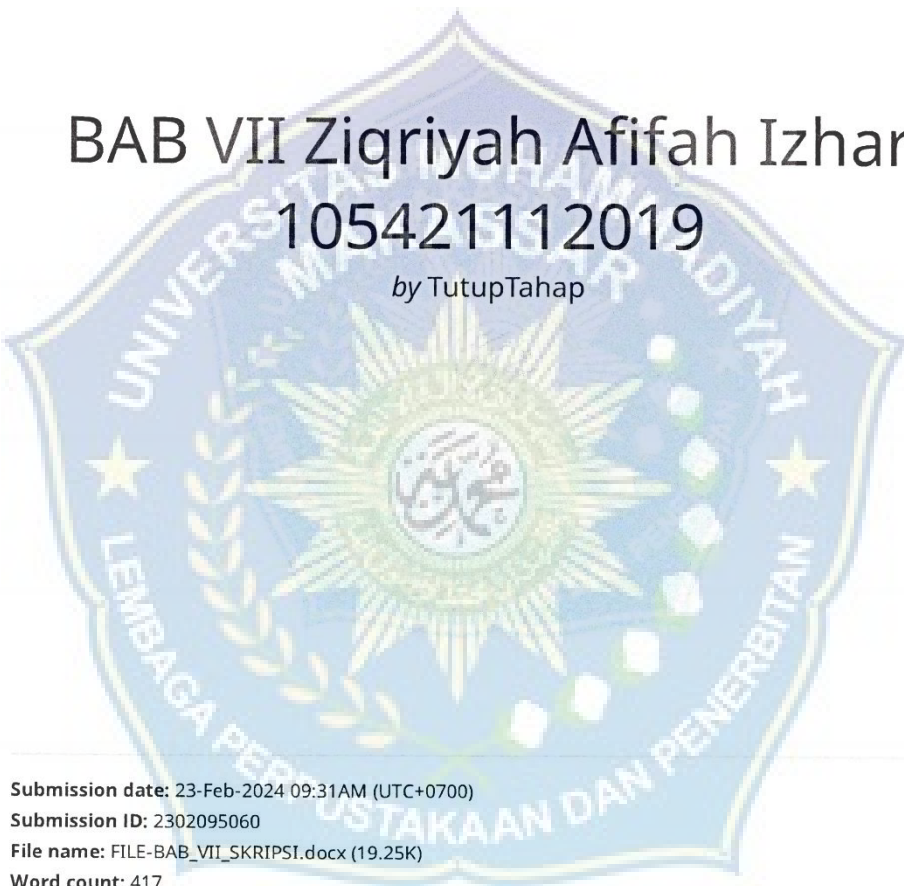 BAB VII Ziqriyah Afifah Izhar
105421112019
by TutupTahap
UNIVERSITAS MUHAMMADIYAH
MAKASSAR
LEMBAGA PERPUSTAKAAN DAN PENERBITAN
Submission date: 23-Feb-2024 09:31AM (UTC+0700)
Submission ID: 2302095060
File name: FILE-BAB_VII_SKRIPSI.docx (19.25K)
Word count: 417